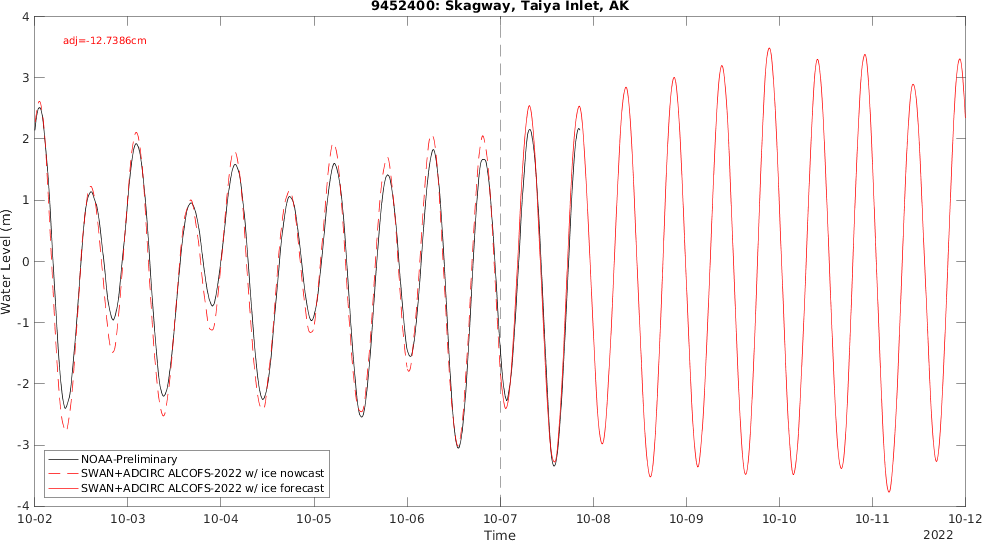 9452400: Skagway, Taiya Inlet, AK
adj=-12.7386cm
4
3
2
1
0
-1
-2
-3
-4
Water Level (m)
NOAA-Preliminary
SWAN+ADCIRC ALCOFS-2022 w/ ice nowcast
SWAN+ADCIRC ALCOFS-2022 w/ ice forecast
10-02 10-03 10-04 10-05 10-06 10-07 10-08 10-09 10-10 10-11 10-12
Time
2022